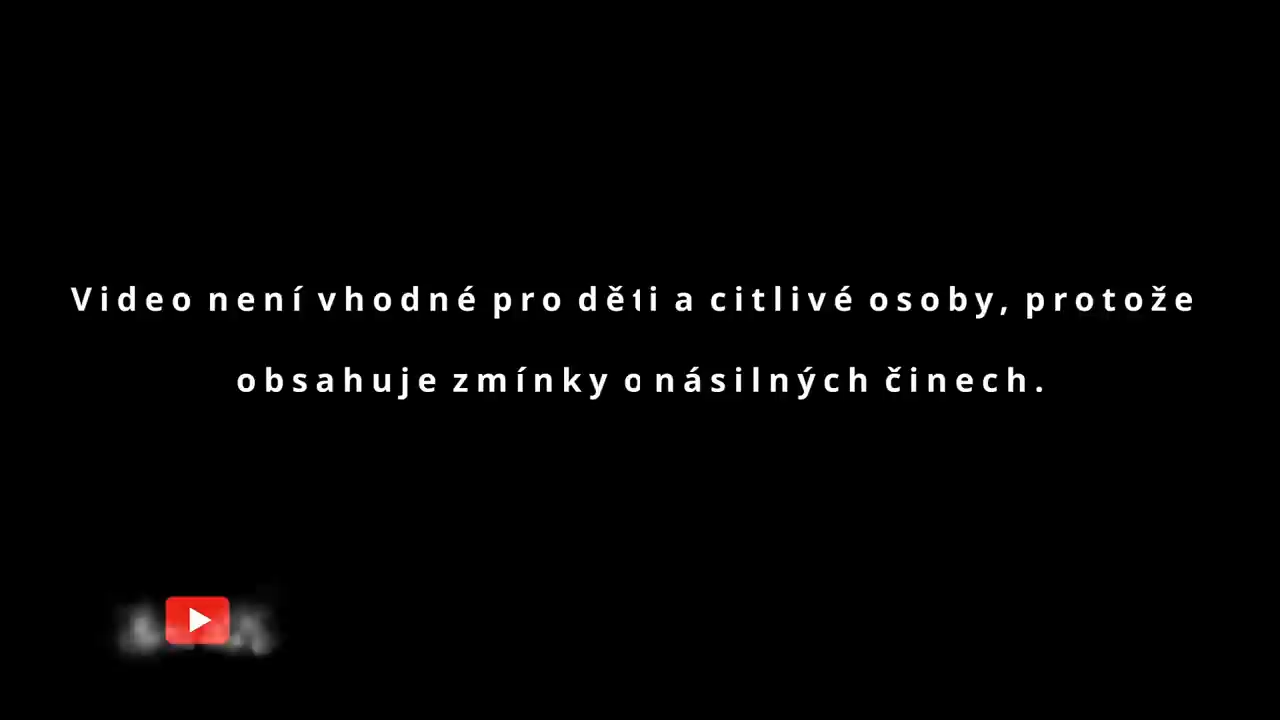 Video není vhodné pro děti a citlivé osoby, protože
obsahuje zmínky o násilných činech.